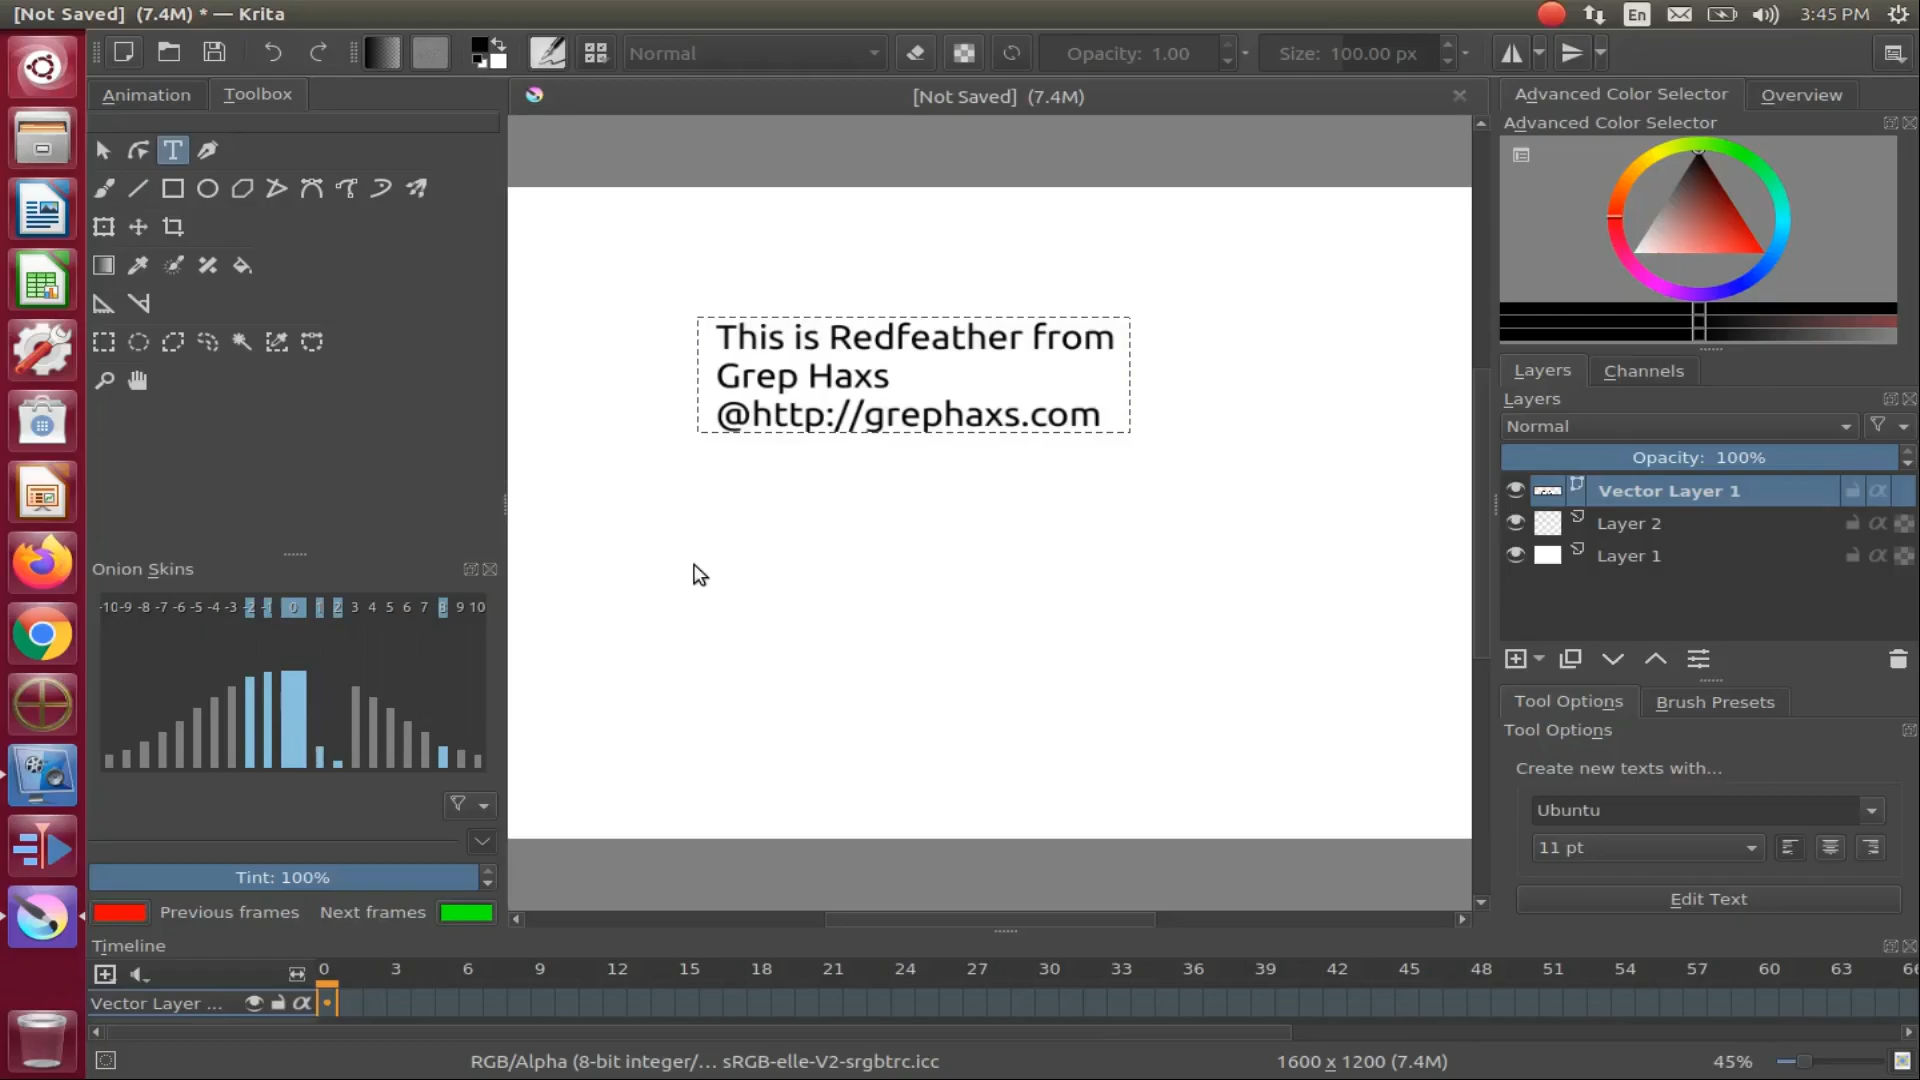 [Not Saved]  (7.4M) * — Krita
En
3:45 PM
Normal
Opacity: 1.00
Size: 100.00 px
Animation
Toolbox
[Not Saved]  (7.4M)
Advanced Color Selector
Overview
Advanced Color Selector
This is Redfeather from
Grep Haxs
@http://grephaxs.com
Layers
Channels
Layers
Normal
Opacity:  100%
Vector Layer 1
Layer 2
Layer 1
Onion Skins
-10 -9 -8 -7 -6 -5 -4 -3 -2 -1 0 1 2 3 4 5 6 7 8 9 10
Tool Options
Brush Presets
Tool Options
Create new texts with...
Ubuntu
11 pt
Edit Text
Tint: 100%
Previous frames
Next frames
Timeline
0 3 6 9 12 15 18 21 24 27 30 33 36 39 42 45 48 51 54 57 60 63
Vector Layer ...
RGB/Alpha (8-bit integer/... sRGB-elle-V2-srgbtrc.icc
1600 x 1200 (7.4M)
45%